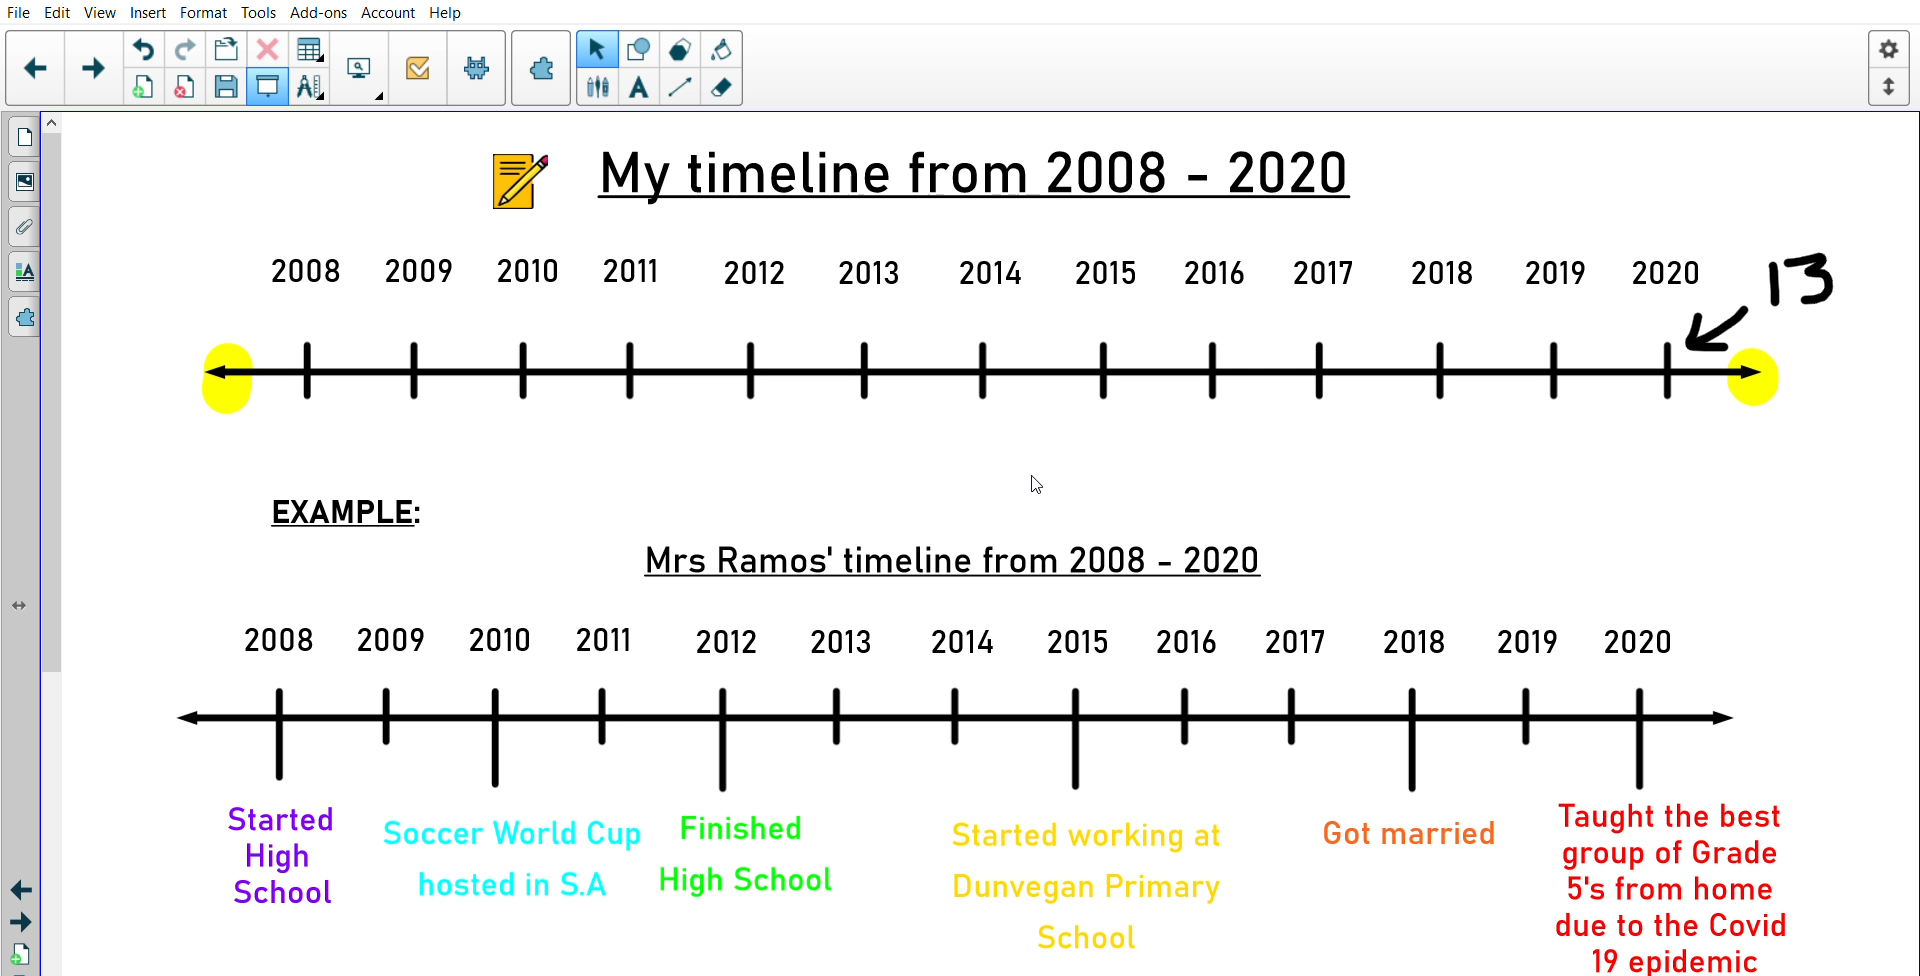 File Edit View Insert Format Tools Add-ons Account Help
My timeline from 2008 - 2020
2008 2009 2010 2011 2012 2013 2014 2015 2016 2017 2018 2019 2020 13
EXAMPLE:
Mrs Ramos' timeline from 2008 - 2020
2008 2009 2010 2011 2012 2013 2014 2015 2016 2017 2018 2019 2020
Started
High
School
Soccer World Cup
hosted in S.A
Finished
High School
Started working at
Dunvegan Primary
School
Got married
Taught the best
group of Grade
5's from home
due to the Covid
19 epidemic